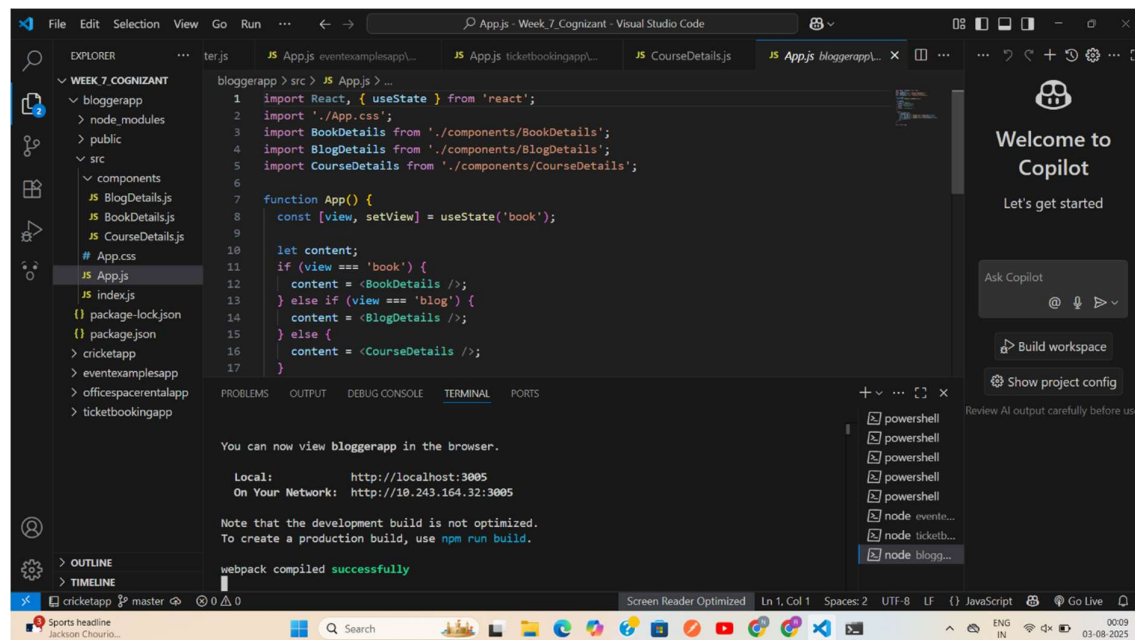 File Edit Selection View Go Run ··· App.js - Week_7_Cognizant - Visual Studio Code
EXPLORER ···
WEEK_7_COGNIZANT
bloggerapp
node_modules
public
src
components
JS BlogDetails.js
JS BookDetails.js
JS CourseDetails.js
# App.css
JS App.js
JS index.js
{} package-lock.json
{} package.json
cricketapp
eventexamplesapp
officespacerentalapp
ticketbookingapp
OUTLINE
TIMELINE
2
ter.js JS App.js eventexamplesapp\... JS App.js ticketbookingapp\... JS CourseDetails.js JS App.js bloggerapp\...
bloggerapp > src > JS App.js > ...
1 import React, { useState } from 'react';
2 import './App.css';
3 import BookDetails from './components/BookDetails';
4 import BlogDetails from './components/BlogDetails';
5 import CourseDetails from './components/CourseDetails';
6
7 function App() {
8 const [view, setView] = useState('book');
9
10 let content;
11 if (view === 'book') {
12 content = <BookDetails />;
13 } else if (view === 'blog') {
14 content = <BlogDetails />;
15 } else {
16 content = <CourseDetails />;
17 }
PROBLEMS OUTPUT DEBUG CONSOLE TERMINAL PORTS
You can now view bloggerapp in the browser.
Local: http://localhost:3005
On Your Network: http://10.243.164.32:3005
Note that the development build is not optimized.
To create a production build, use npm run build.
webpack compiled successfully
powershell
powershell
powershell
powershell
powershell
node evente...
node ticketb...
node blogg...
Welcome to
Copilot
Let's get started
Ask Copilot
@
Build workspace
Show project config
Review AI output carefully before us
cricketapp master 0 0 Screen Reader Optimized Ln 1, Col 1 Spaces: 2 UTF-8 LF {} JavaScript Go Live
3
Sports headline
Jackson Chourio...
Search
ENG
IN
00:09
03-08-2025